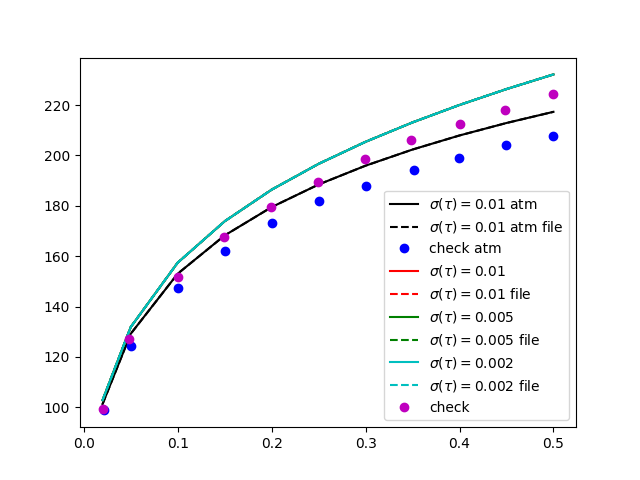 220
200
180
160
140
120
100
0.0 0.1 0.2 0.3 0.4 0.5
σ(τ) = 0.01 atm
σ(τ) = 0.01 atm file
check atm
σ(τ) = 0.01
σ(τ) = 0.01 file
σ(τ) = 0.005
σ(τ) = 0.005 file
σ(τ) = 0.002
σ(τ) = 0.002 file
check